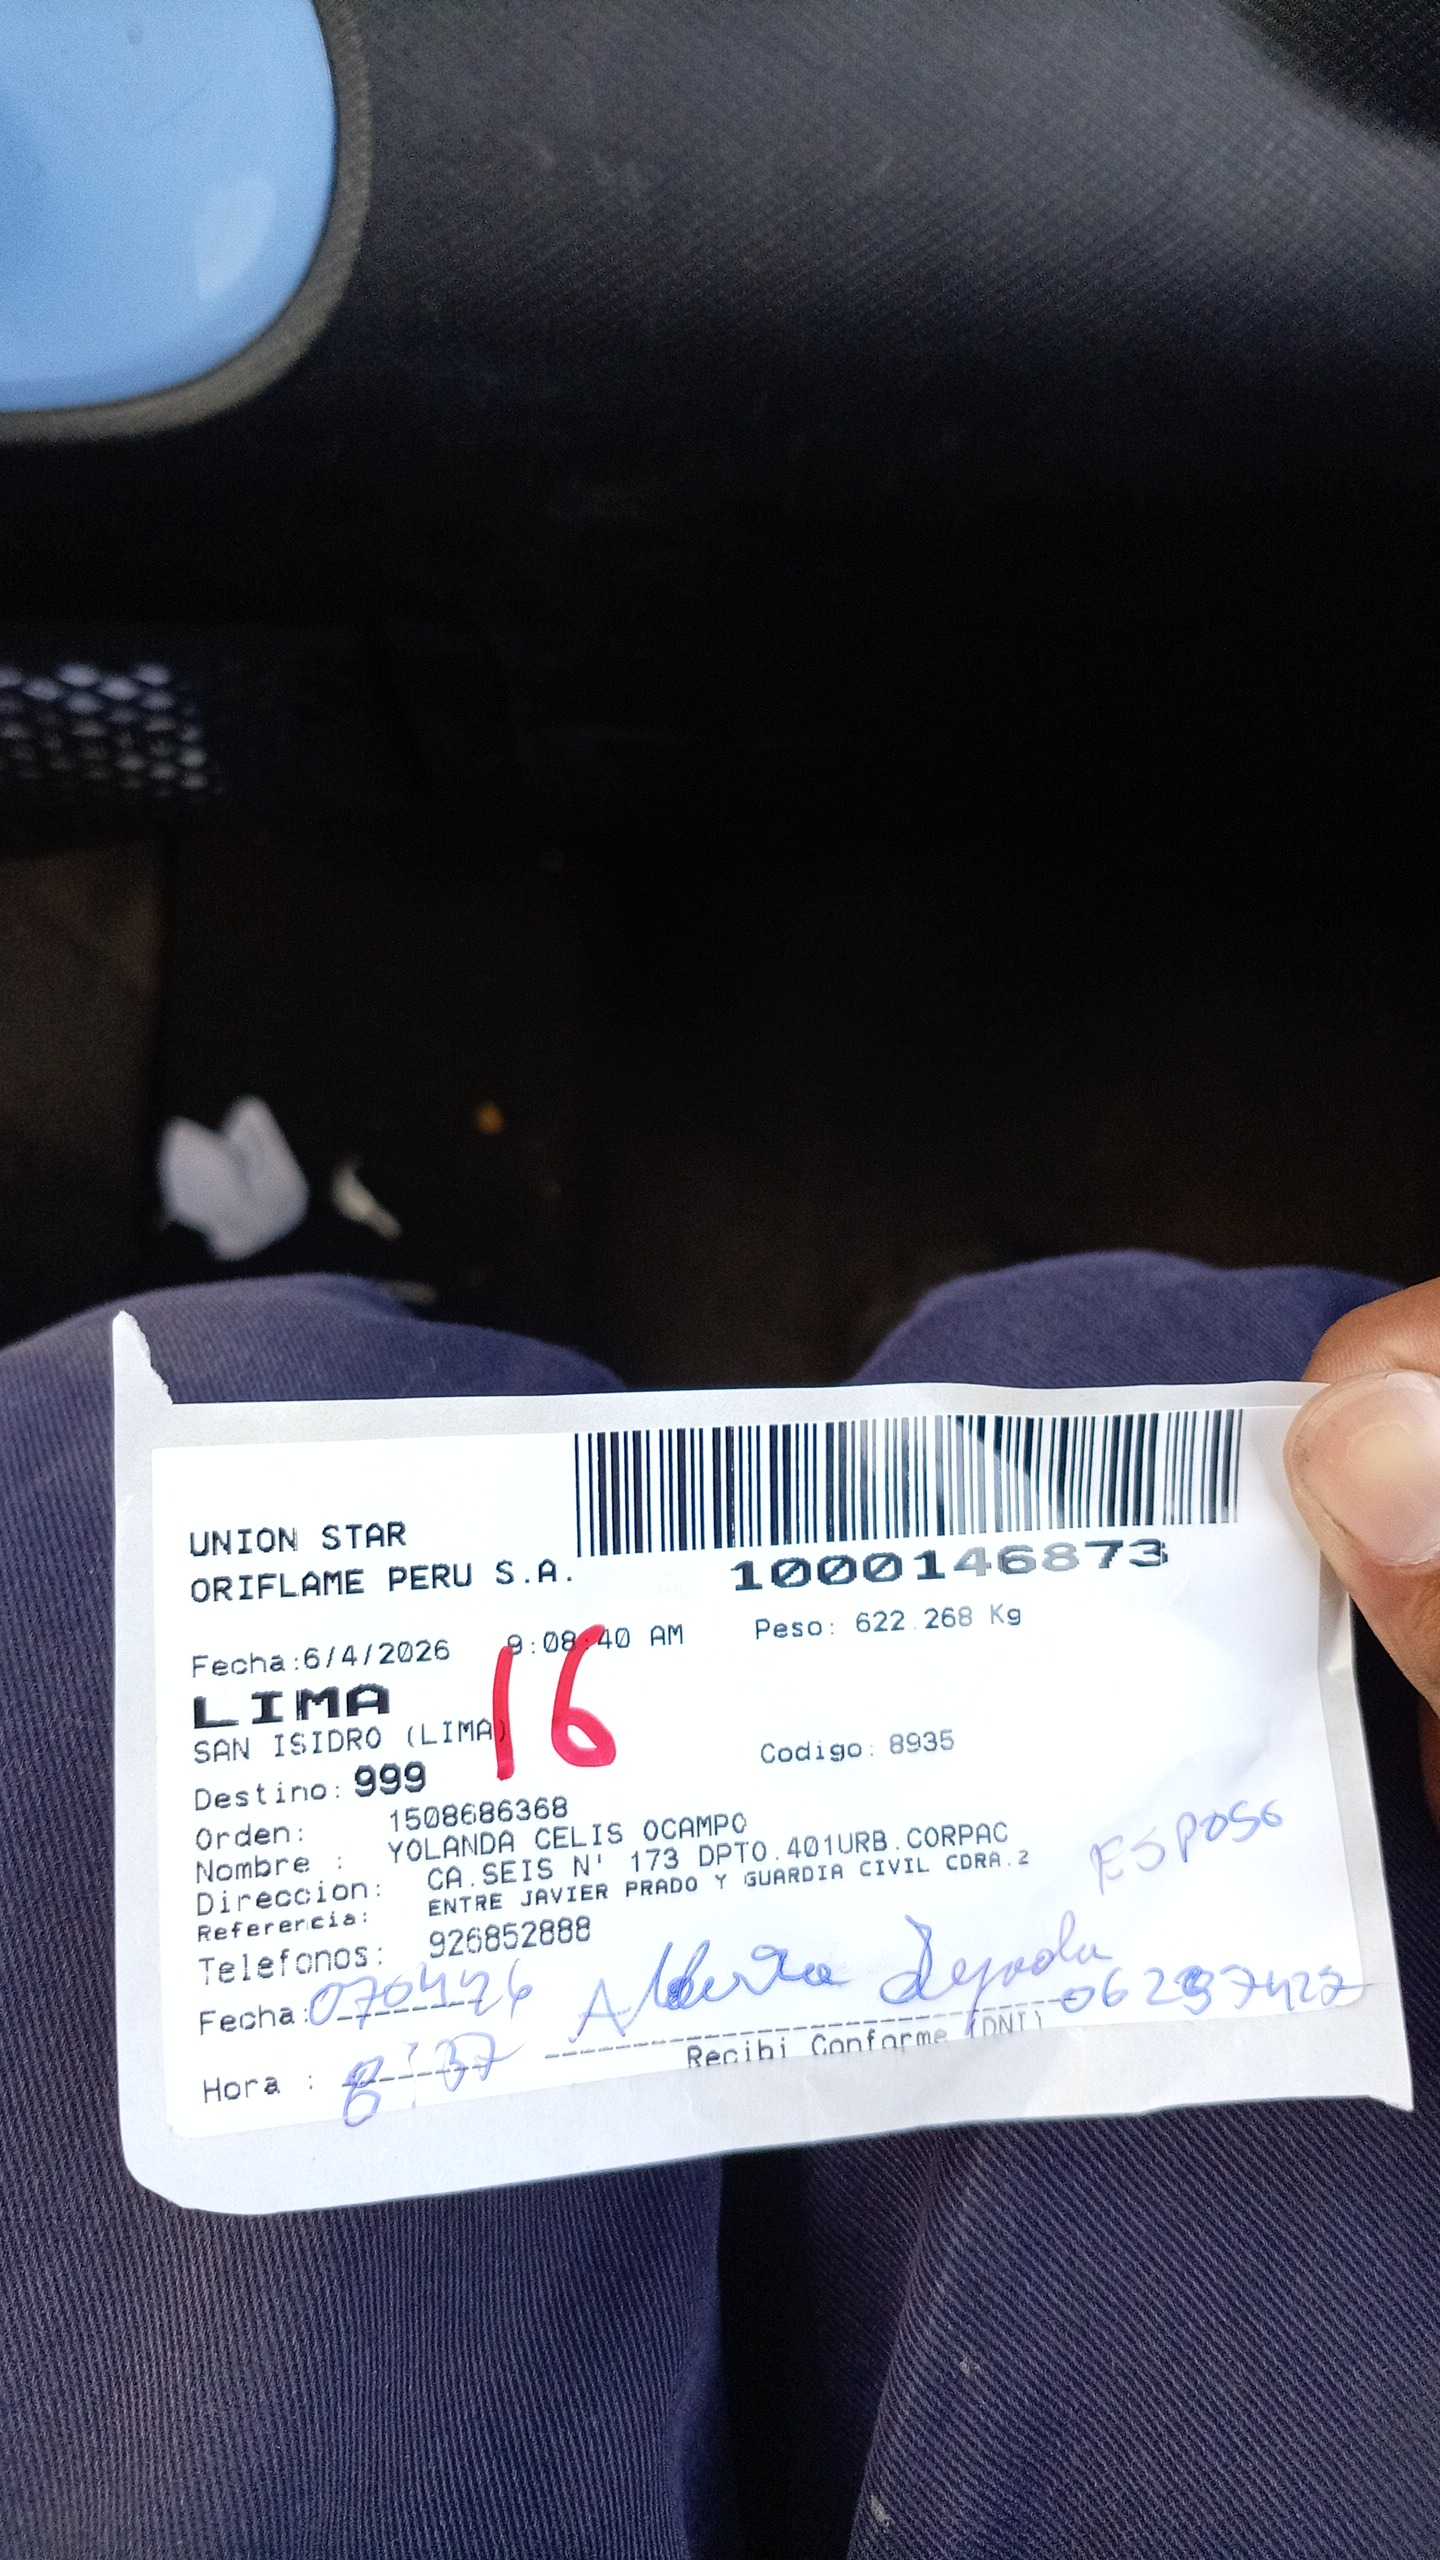 UNION STAR
ORIFLAME PERU S.A.
1000146873
Fecha:6/4/2026 9:08:40 AM Peso: 622.268 Kg
LIMA
16
SAN ISIDRO (LIMA)
Destino: 999 Codigo: 8935
Orden: 1508686368
Nombre : YOLANDA CELIS OCAMPO
Direccion: CA.SEIS N' 173 DPTO.401URB.CORPAC
Referencia: ENTRE JAVIER PRADO Y GUARDIA CIVIL CDRA.2
ESPOSO
Telefonos: 926852888
Fecha: 070426
Hora : 8:37
Recibi Conforme (DNI)